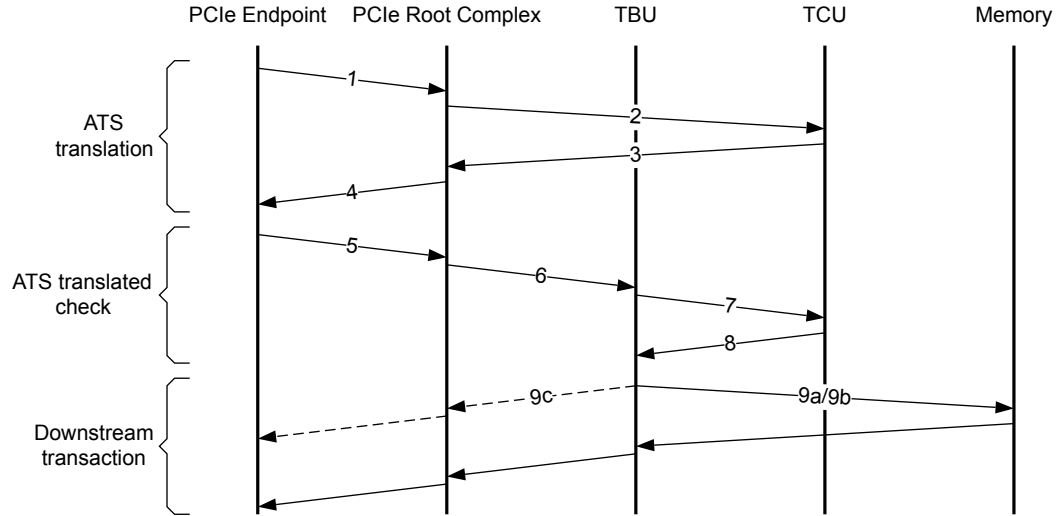 PCIe Endpoint PCIe Root Complex TBU TCU Memory
1
2
ATS
translation
3
4
5
6
ATS translated
check
7
8
9c 9a/9b
Downstream
transaction